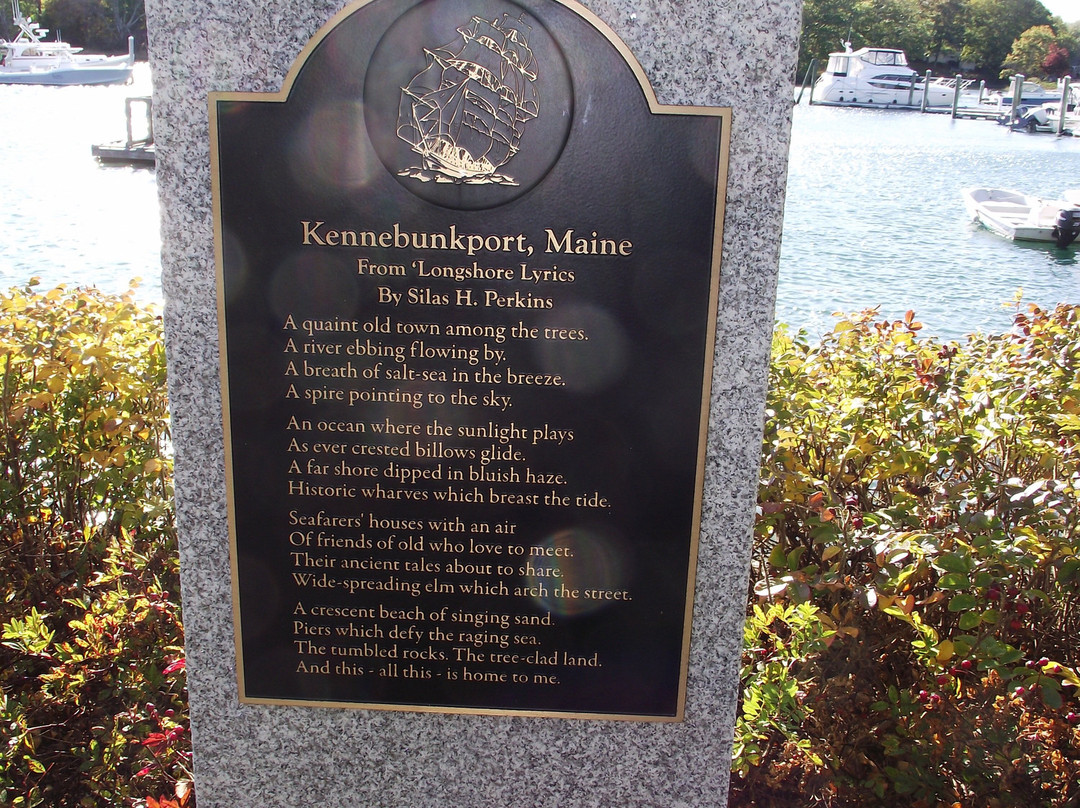 Kennebunkport, Maine
From ‘Longshore Lyrics
By Silas H. Perkins
A quaint old town among the trees.
A river ebbing flowing by.
A breath of salt-sea in the breeze.
A spire pointing to the sky.
An ocean where the sunlight plays
As ever crested billows glide.
A far shore dipped in bluish haze.
Historic wharves which breast the tide.
Seafarers' houses with an air
Of friends of old who love to meet.
Their ancient tales about to share.
Wide-spreading elm which arch the street.
A crescent beach of singing sand.
Piers which defy the raging sea.
The tumbled rocks. The tree-clad land.
And this - all this - is home to me.